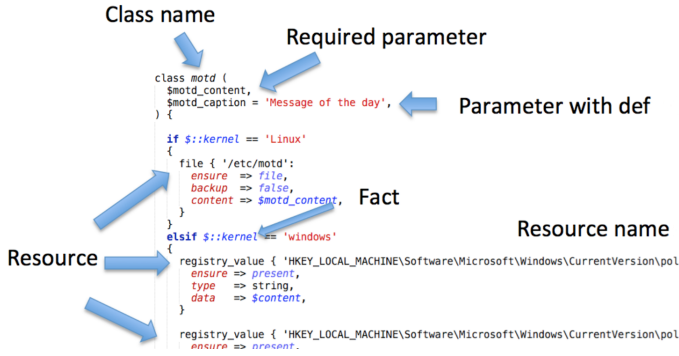 Class name
Required parameter
class motd (
$motd_content,
$motd_caption = 'Message of the day',
) {
Parameter with def
if $::kernel == 'Linux'
{
file { '/etc/motd':
ensure => file,
backup => false,
content => $motd_content,
}
}
Fact
elsif $::kernel == 'windows'
{
Resource name
Resource
registry_value { 'HKEY_LOCAL_MACHINE\Software\Microsoft\Windows\CurrentVersion\pol
ensure => present,
type => string,
data => $content,
}
registry_value { 'HKEY_LOCAL_MACHINE\Software\Microsoft\Windows\CurrentVersion\pol
ensure => present,